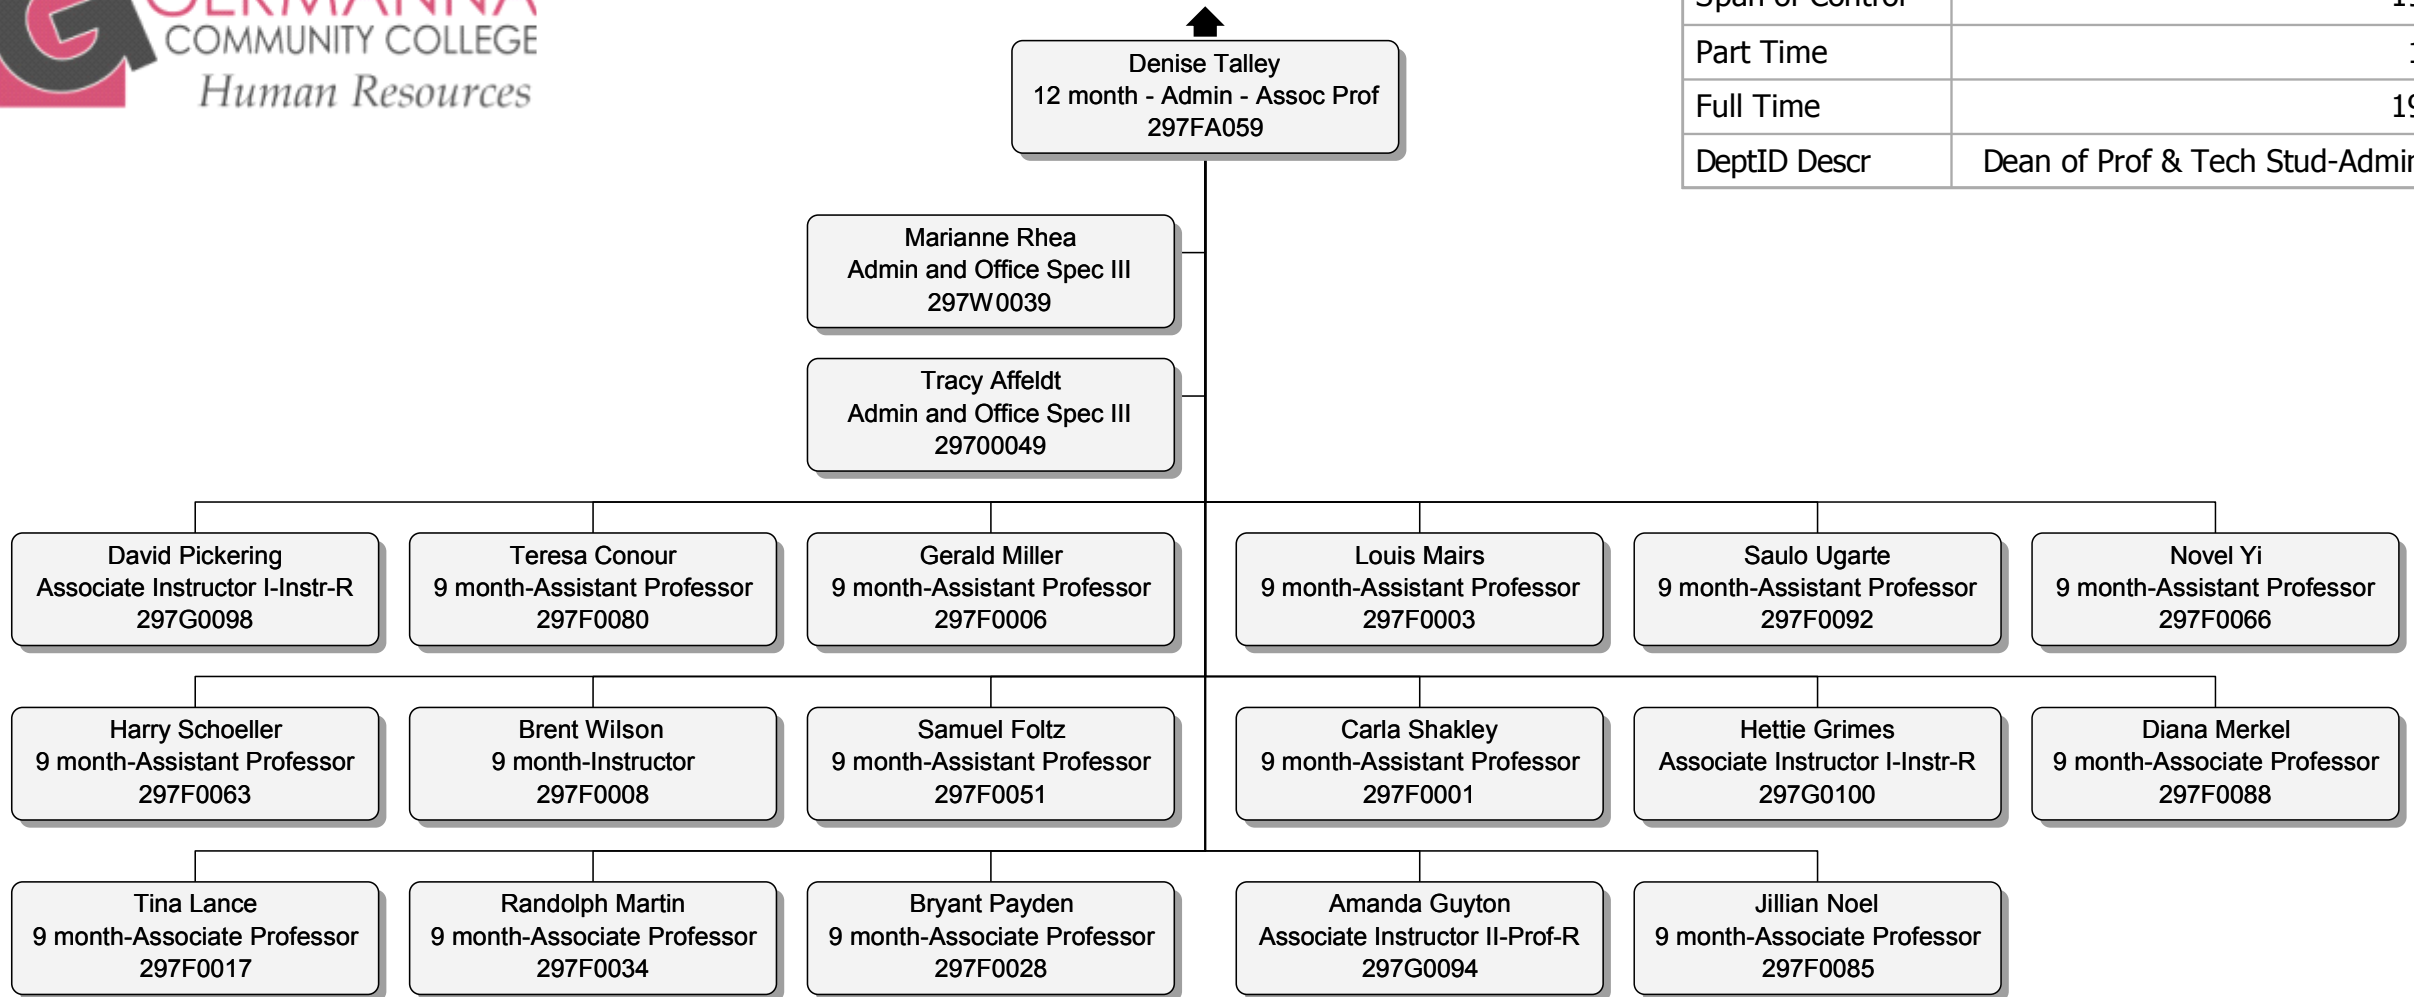 GERMANNA
COMMUNITY COLLEGE
Human Resources
Span of Control
Part Time
Full Time 19
DeptID Descr Dean of Prof & Tech Stud-Admin
Denise Talley
12 month - Admin - Assoc Prof
297FA059
Marianne Rhea
Admin and Office Spec III
297W0039
Tracy Affeldt
Admin and Office Spec III
29700049
David Pickering
Associate Instructor I-Instr-R
297G0098
Teresa Conour
9 month-Assistant Professor
297F0080
Gerald Miller
9 month-Assistant Professor
297F0006
Louis Mairs
9 month-Assistant Professor
297F0003
Saulo Ugarte
9 month-Assistant Professor
297F0092
Novel Yi
9 month-Assistant Professor
297F0066
Harry Schoeller
9 month-Assistant Professor
297F0063
Brent Wilson
9 month-Instructor
297F0008
Samuel Foltz
9 month-Assistant Professor
297F0051
Carla Shakley
9 month-Assistant Professor
297F0001
Hettie Grimes
Associate Instructor I-Instr-R
297G0100
Diana Merkel
9 month-Associate Professor
297F0088
Tina Lance
9 month-Associate Professor
297F0017
Randolph Martin
9 month-Associate Professor
297F0034
Bryant Payden
9 month-Associate Professor
297F0028
Amanda Guyton
Associate Instructor II-Prof-R
297G0094
Jillian Noel
9 month-Associate Professor
297F0085